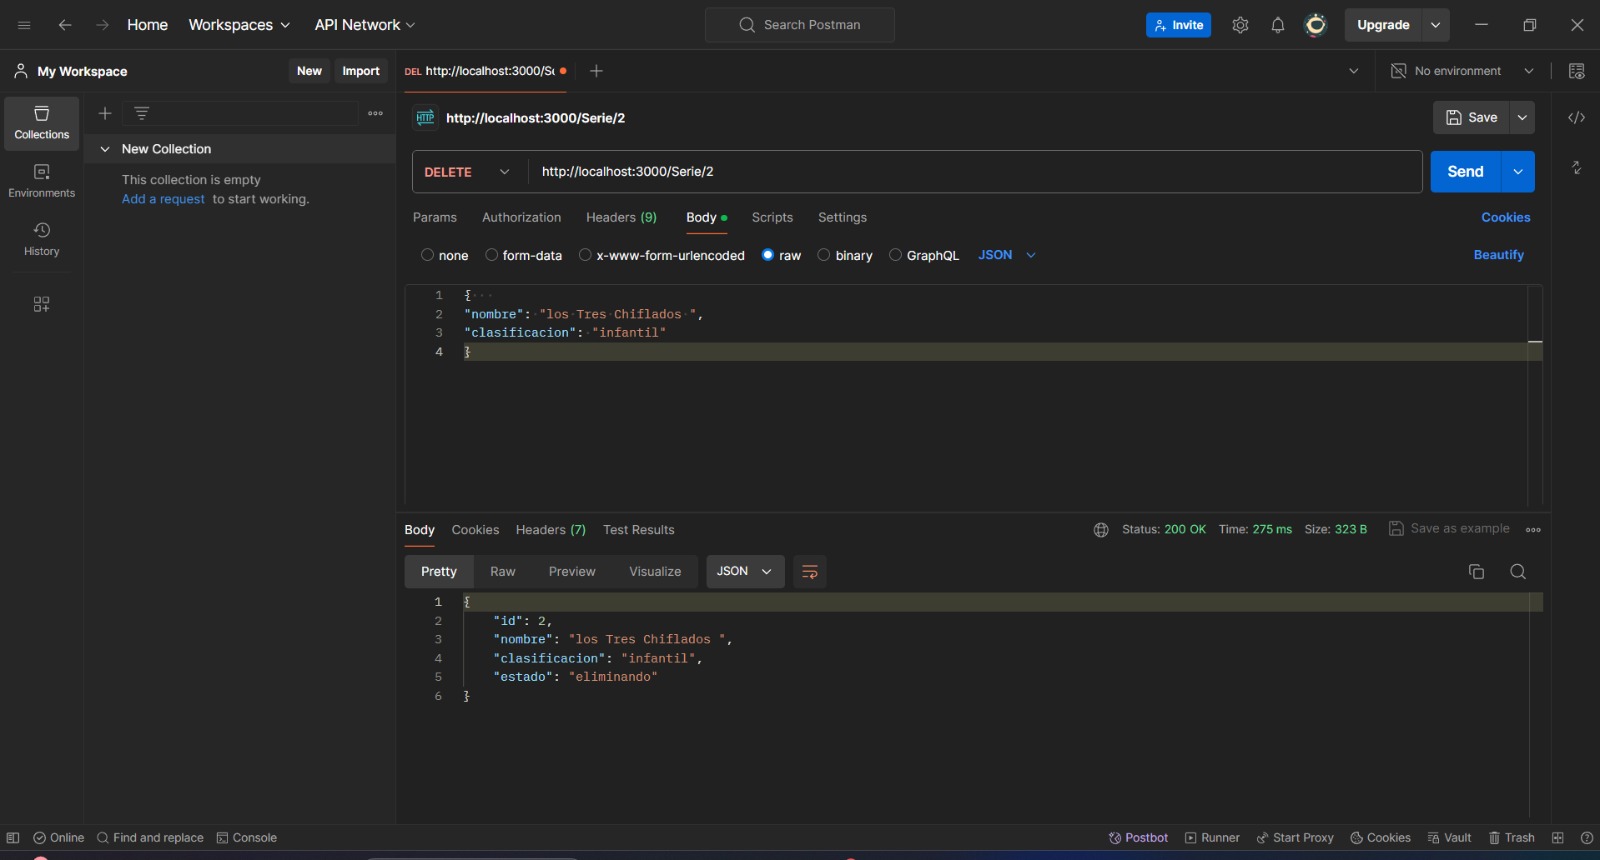 Home Workspaces API Network Search Postman Invite Upgrade
My Workspace New Import DEL http://localhost:3000/Se No environment
Collections
New Collection
This collection is empty
Add a request to start working.
Environments
History
HTTP http://localhost:3000/Serie/2 Save
DELETE http://localhost:3000/Serie/2 Send
Params Authorization Headers (9) Body Scripts Settings Cookies
none form-data x-www-form-urlencoded raw binary GraphQL JSON Beautify
1 {
2 "nombre": "los Tres Chiflados ",
3 "clasificacion": "infantil"
4 }
Body Cookies Headers (7) Test Results Status: 200 OK Time: 275 ms Size: 323 B Save as example
Pretty Raw Preview Visualize JSON
1 {
2 "id": 2,
3 "nombre": "los Tres Chiflados ",
4 "clasificacion": "infantil",
5 "estado": "eliminando"
6 }
Online Find and replace Console Postbot Runner Start Proxy Cookies Vault Trash